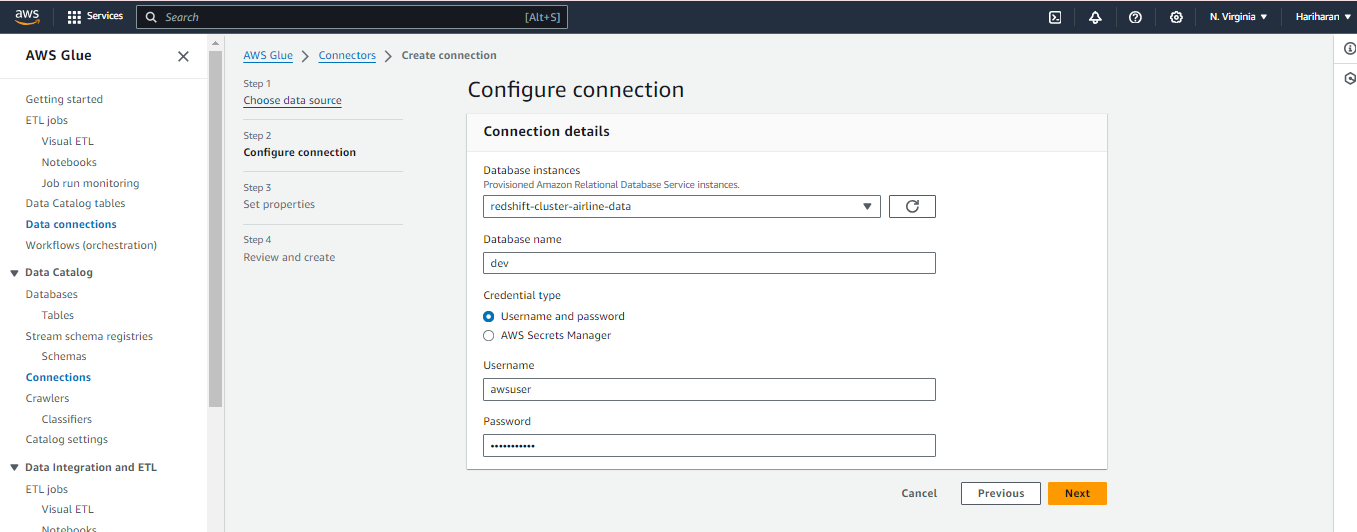 aws
Services
Search
[Alt+S]
N. Virginia
Hariharan
AWS Glue
Getting started
ETL jobs
Visual ETL
Notebooks
Job run monitoring
Data Catalog tables
Data connections
Workflows (orchestration)
Data Catalog
Databases
Tables
Stream schema registries
Schemas
Connections
Crawlers
Classifiers
Catalog settings
Data Integration and ETL
ETL jobs
Visual ETL
Notebooks
AWS Glue
Connectors
Create connection
Step 1
Choose data source
Step 2
Configure connection
Step 3
Set properties
Step 4
Review and create
Configure connection
Connection details
Database instances
Provisioned Amazon Relational Database Service instances.
redshift-cluster-airline-data
Database name
dev
Credential type
Username and password
AWS Secrets Manager
Username
awsuser
Password
•••••••••••
Cancel
Previous
Next